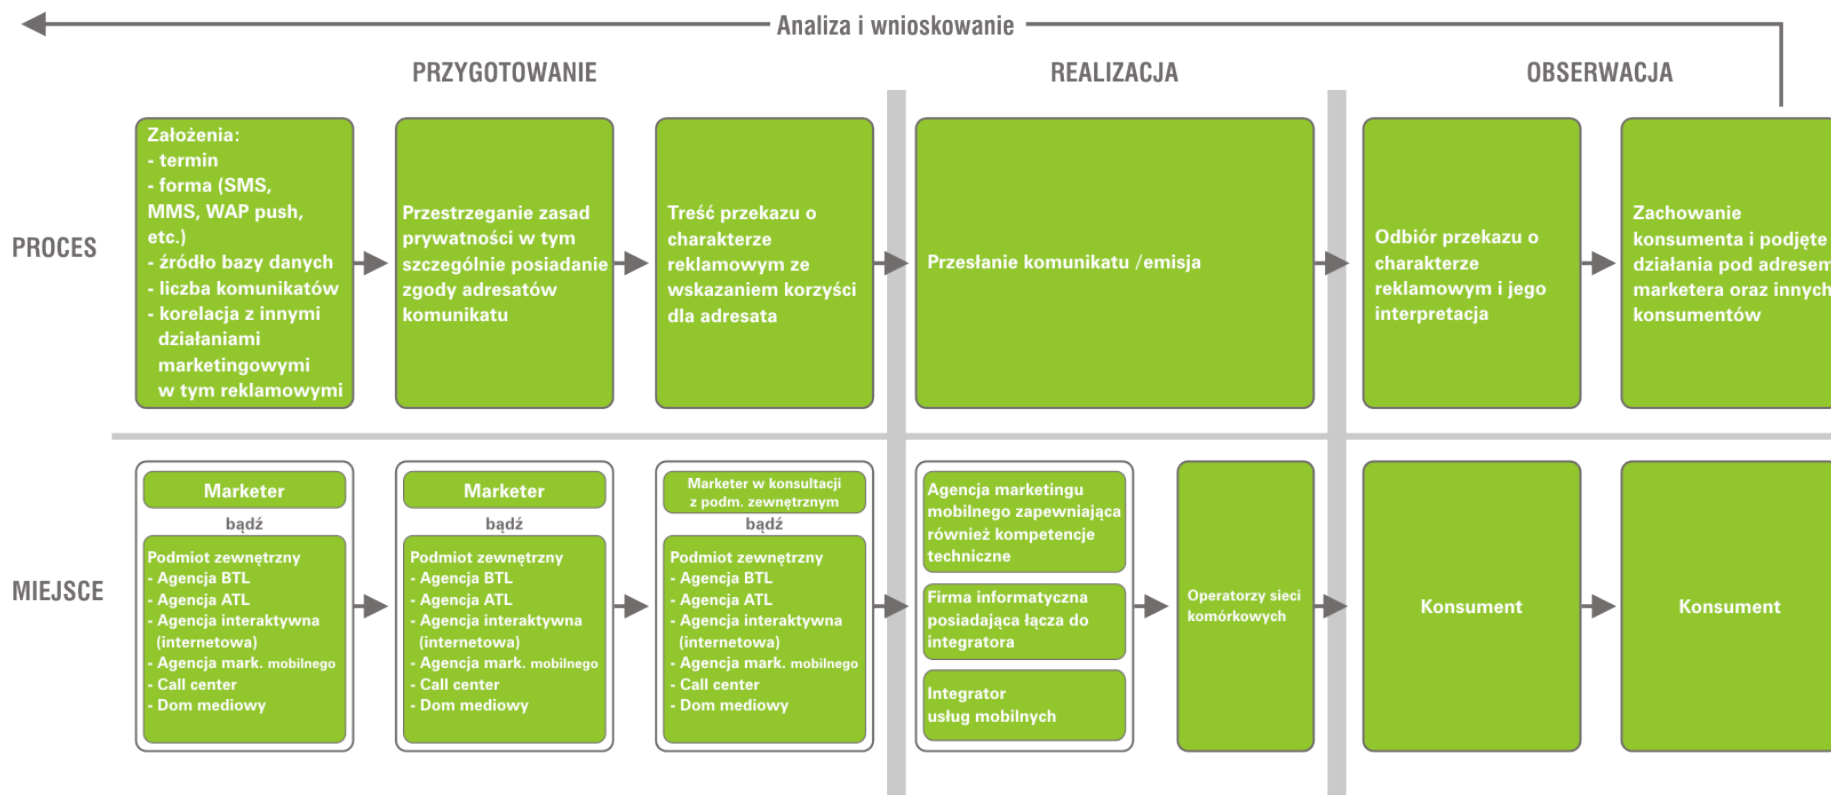 Analiza i wnioskowanie
PRZYGOTOWANIE
REALIZACJA
OBSERWACJA
PROCES
Założenia:
- termin
- forma (SMS,
MMS, WAP push,
etc.)
- źródło bazy danych
- liczba komunikatów
- korelacja z innymi
działaniami
marketingowymi
w tym reklamowymi
Przestrzeganie zasad
prywatności w tym
szczególnie posiadanie
zgody adresatów
komunikatu
Treść przekazu o
charakterze
reklamowym ze
wskazaniem korzyści
dla adresata
Przesłanie komunikatu /emisja
Odbiór przekazu o
charakterze
reklamowym i jego
interpretacja
Zachowanie
konsumenta i podjęte
działania pod adresem
marketera oraz innych
konsumentów
MIEJSCE
Marketer
bądź
Podmiot zewnętrzny
- Agencja BTL
- Agencja ATL
- Agencja interaktywna
(internetowa)
- Agencja mark. mobilnego
- Call center
- Dom mediowy
Marketer
bądź
Podmiot zewnętrzny
- Agencja BTL
- Agencja ATL
- Agencja interaktywna
(internetowa)
- Agencja mark. mobilnego
- Call center
- Dom mediowy
Marketer w konsultacji
z podm. zewnętrznym
bądź
Podmiot zewnętrzny
- Agencja BTL
- Agencja ATL
- Agencja interaktywna
(internetowa)
- Agencja mark. mobilnego
- Call center
- Dom mediowy
Agencja marketingu
mobilnego zapewniająca
również kompetencje
techniczne
Firma informatyczna
posiadająca łącza do
integratora
Integrator
usług mobilnych
Operatorzy sieci
komórkowych
Konsument
Konsument